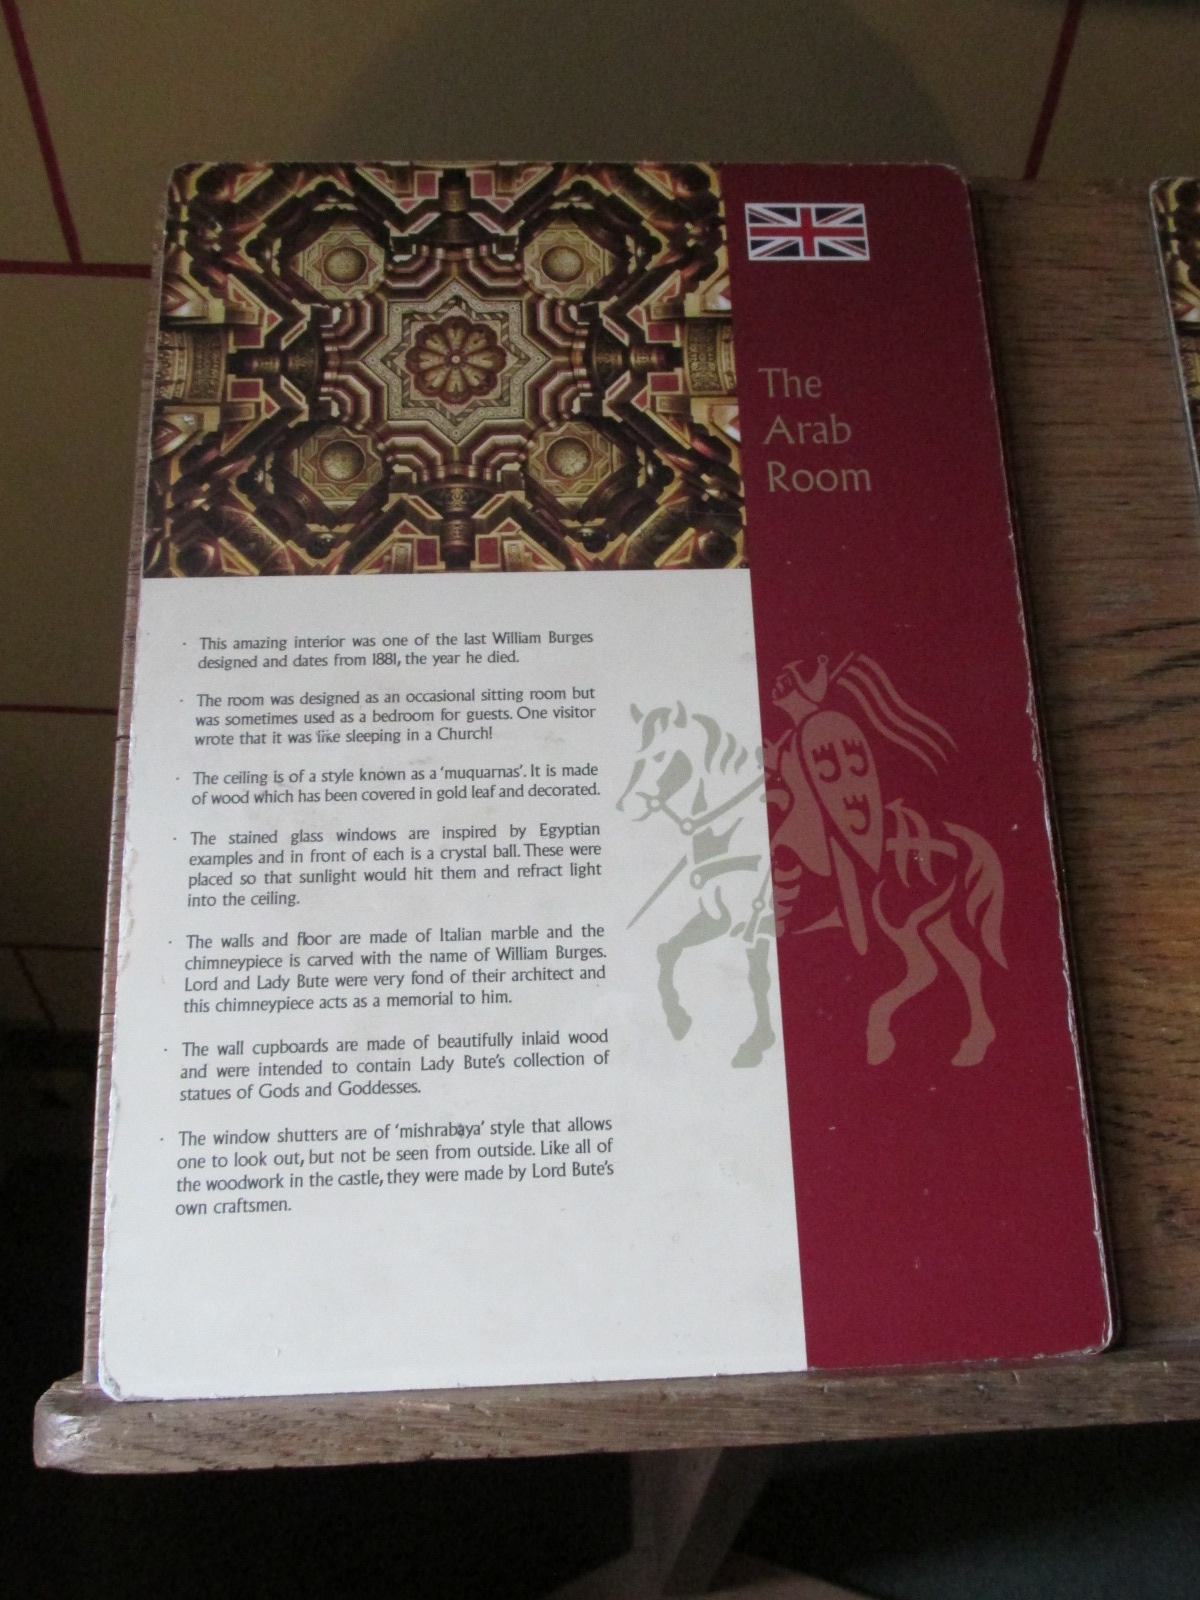 The
Arab
Room
· This amazing interior was one of the last William Burges
designed and dates from 1881, the year he died.
· The room was designed as an occasional sitting room but
was sometimes used as a bedroom for guests. One visitor
wrote that it was like sleeping in a Church!
· The ceiling is of a style known as a 'muquarnas'. It is made
of wood which has been covered in gold leaf and decorated.
· The stained glass windows are inspired by Egyptian
examples and in front of each is a crystal ball. These were
placed so that sunlight would hit them and refract light
into the ceiling.
· The walls and floor are made of Italian marble and the
chimneypiece is carved with the name of William Burges.
Lord and Lady Bute were very fond of their architect and
this chimneypiece acts as a memorial to him.
· The wall cupboards are made of beautifully inlaid wood
and were intended to contain Lady Bute's collection of
statues of Gods and Goddesses.
· The window shutters are of 'mishrabaya' style that allows
one to look out, but not be seen from outside. Like all of
the woodwork in the castle, they were made by Lord Bute's
own craftsmen.